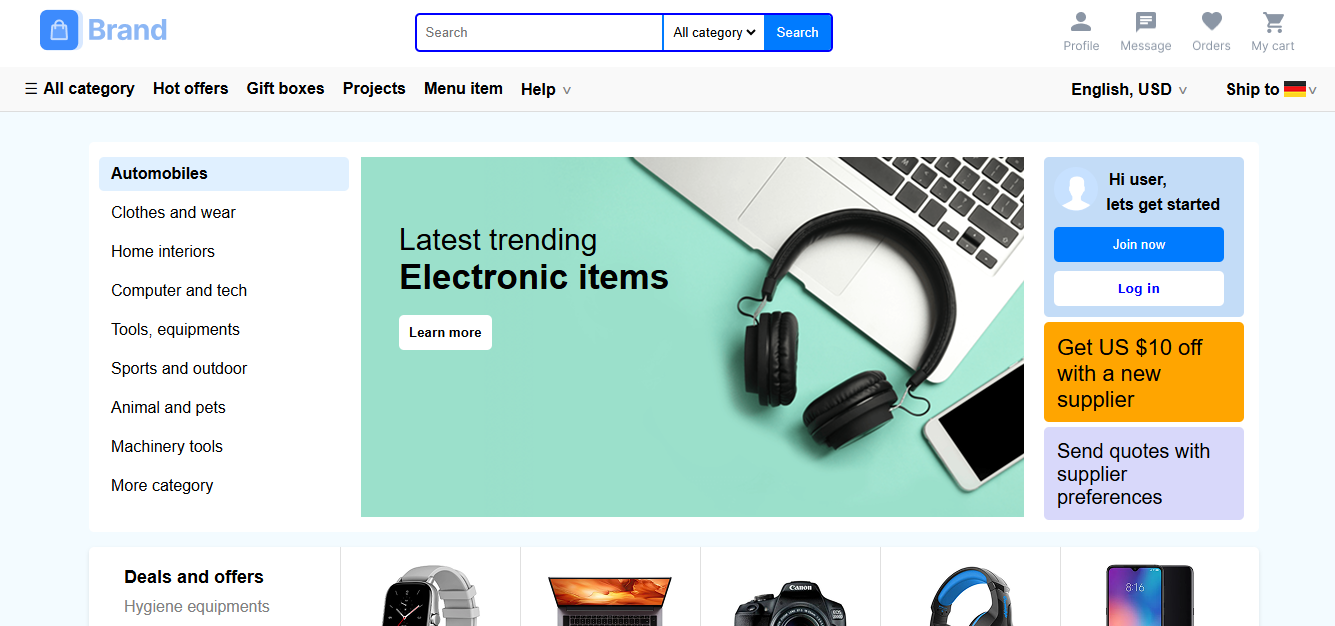 Brand
Search
All category
Search
Profile
Message
Orders
My cart
☰ All category
Hot offers
Gift boxes
Projects
Menu item
Help
English, USD
Ship to
Automobiles
Clothes and wear
Home interiors
Computer and tech
Tools, equipments
Sports and outdoor
Animal and pets
Machinery tools
More category
Latest trending
Electronic items
Learn more
Hi user,
lets get started
Join now
Log in
Get US $10 off
with a new
supplier
Send quotes with
supplier
preferences
Deals and offers
Hygiene equipments
Canon
8:16